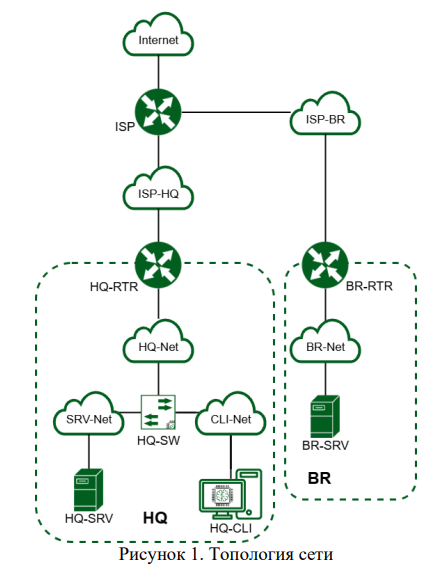 Internet
ISP
ISP-BR
ISP-HQ
HQ-RTR
BR-RTR
HQ-Net
BR-Net
SRV-Net
CLI-Net
HQ-SW
BR-SRV
BR
HQ-SRV
HQ
HQ-CLI
Рисунок 1. Топология сети